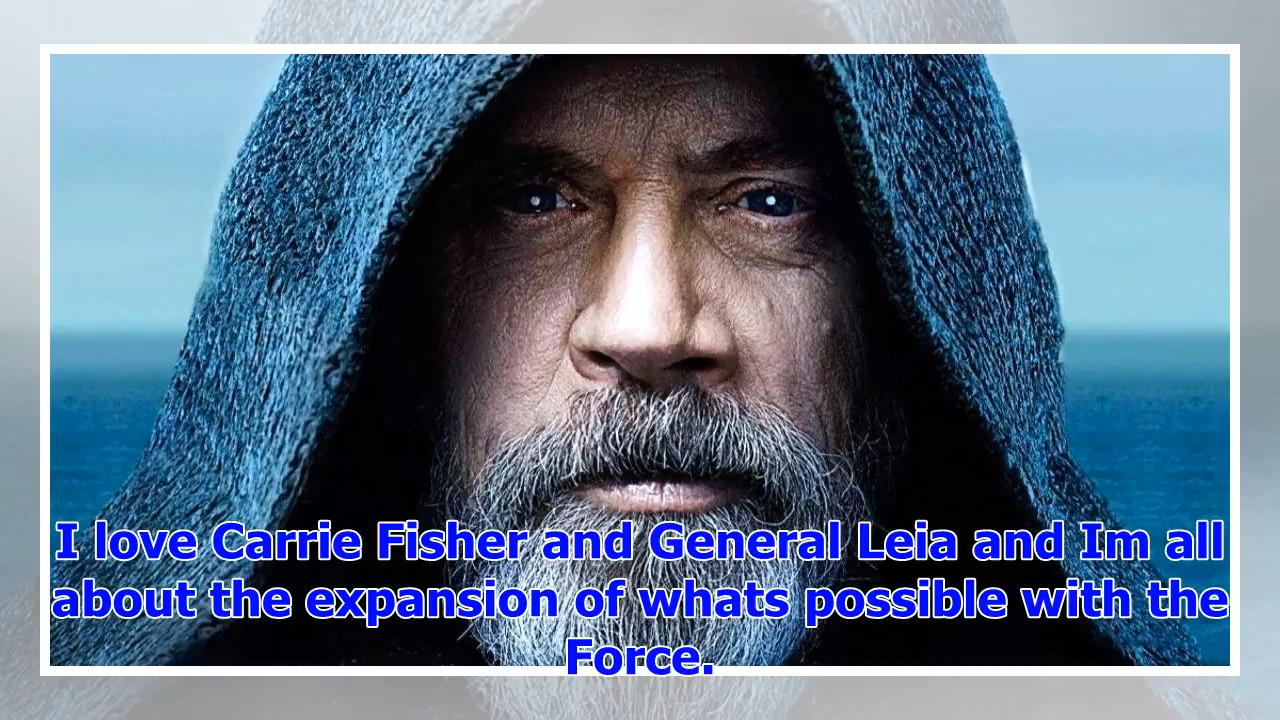 I love Carrie Fisher and General Leia and Im all
about the expansion of whats possible with the
Force.